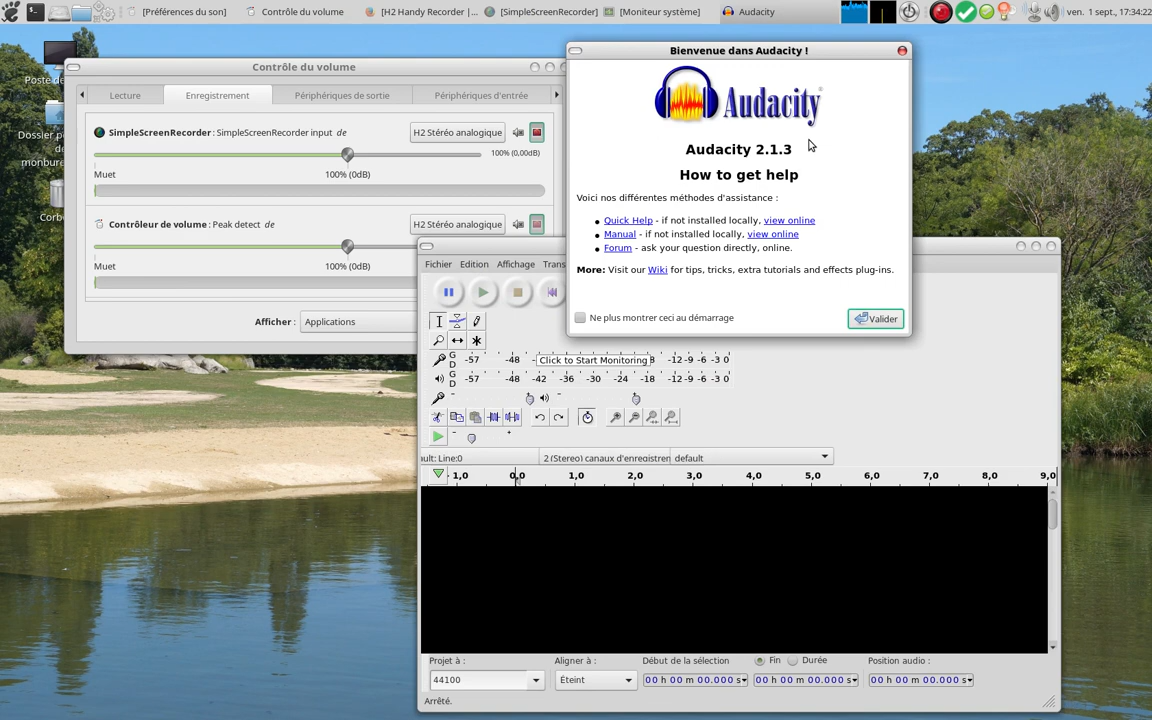 [Préférences du son]
Contrôle du volume
[H2 Handy Recorder |...
[SimpleScreenRecorder]
[Moniteur système]
Audacity
ven. 1 sept., 17:34:22
Poste de
Dossier pe
de
monbure
Corb
Contrôle du volume
Lecture
Enregistrement
Périphériques de sortie
Périphériques d'entrée
SimpleScreenRecorder : SimpleScreenRecorder input de
H2 Stéréo analogique
100% (0,00dB)
Muet
100% (0dB)
Contrôleur de volume : Peak detect de
H2 Stéréo analogique
Muet
100% (0dB)
Afficher :
Applications
Bienvenue dans Audacity !
Audacity
Audacity 2.1.3
How to get help
Voici nos différentes méthodes d'assistance :
Quick Help - if not installed locally, view online
Manual - if not installed locally, view online
Forum - ask your question directly, online.
More: Visit our Wiki for tips, tricks, extra tutorials and effects plug-ins.
Ne plus montrer ceci au démarrage
Valider
Fichier Edition Affichage Trans
G
D
-57 -48 Click to Start Monitoring 8 -12 -9 -6 -3 0
G
D
-57 -48 -42 -36 -30 -24 -18 -12 -9 -6 -3 0
ault: Line:0
2 (Stereo) canaux d'enregistren
default
1,0 0,0 1,0 2,0 3,0 4,0 5,0 6,0 7,0 8,0 9,0
Projet à :
Aligner à :
Début de la sélection
Fin
Durée
Position audio :
44100
Éteint
00 h 00 m 00.000 s
00 h 00 m 00.000 s
00 h 00 m 00.000 s
Arrêté.